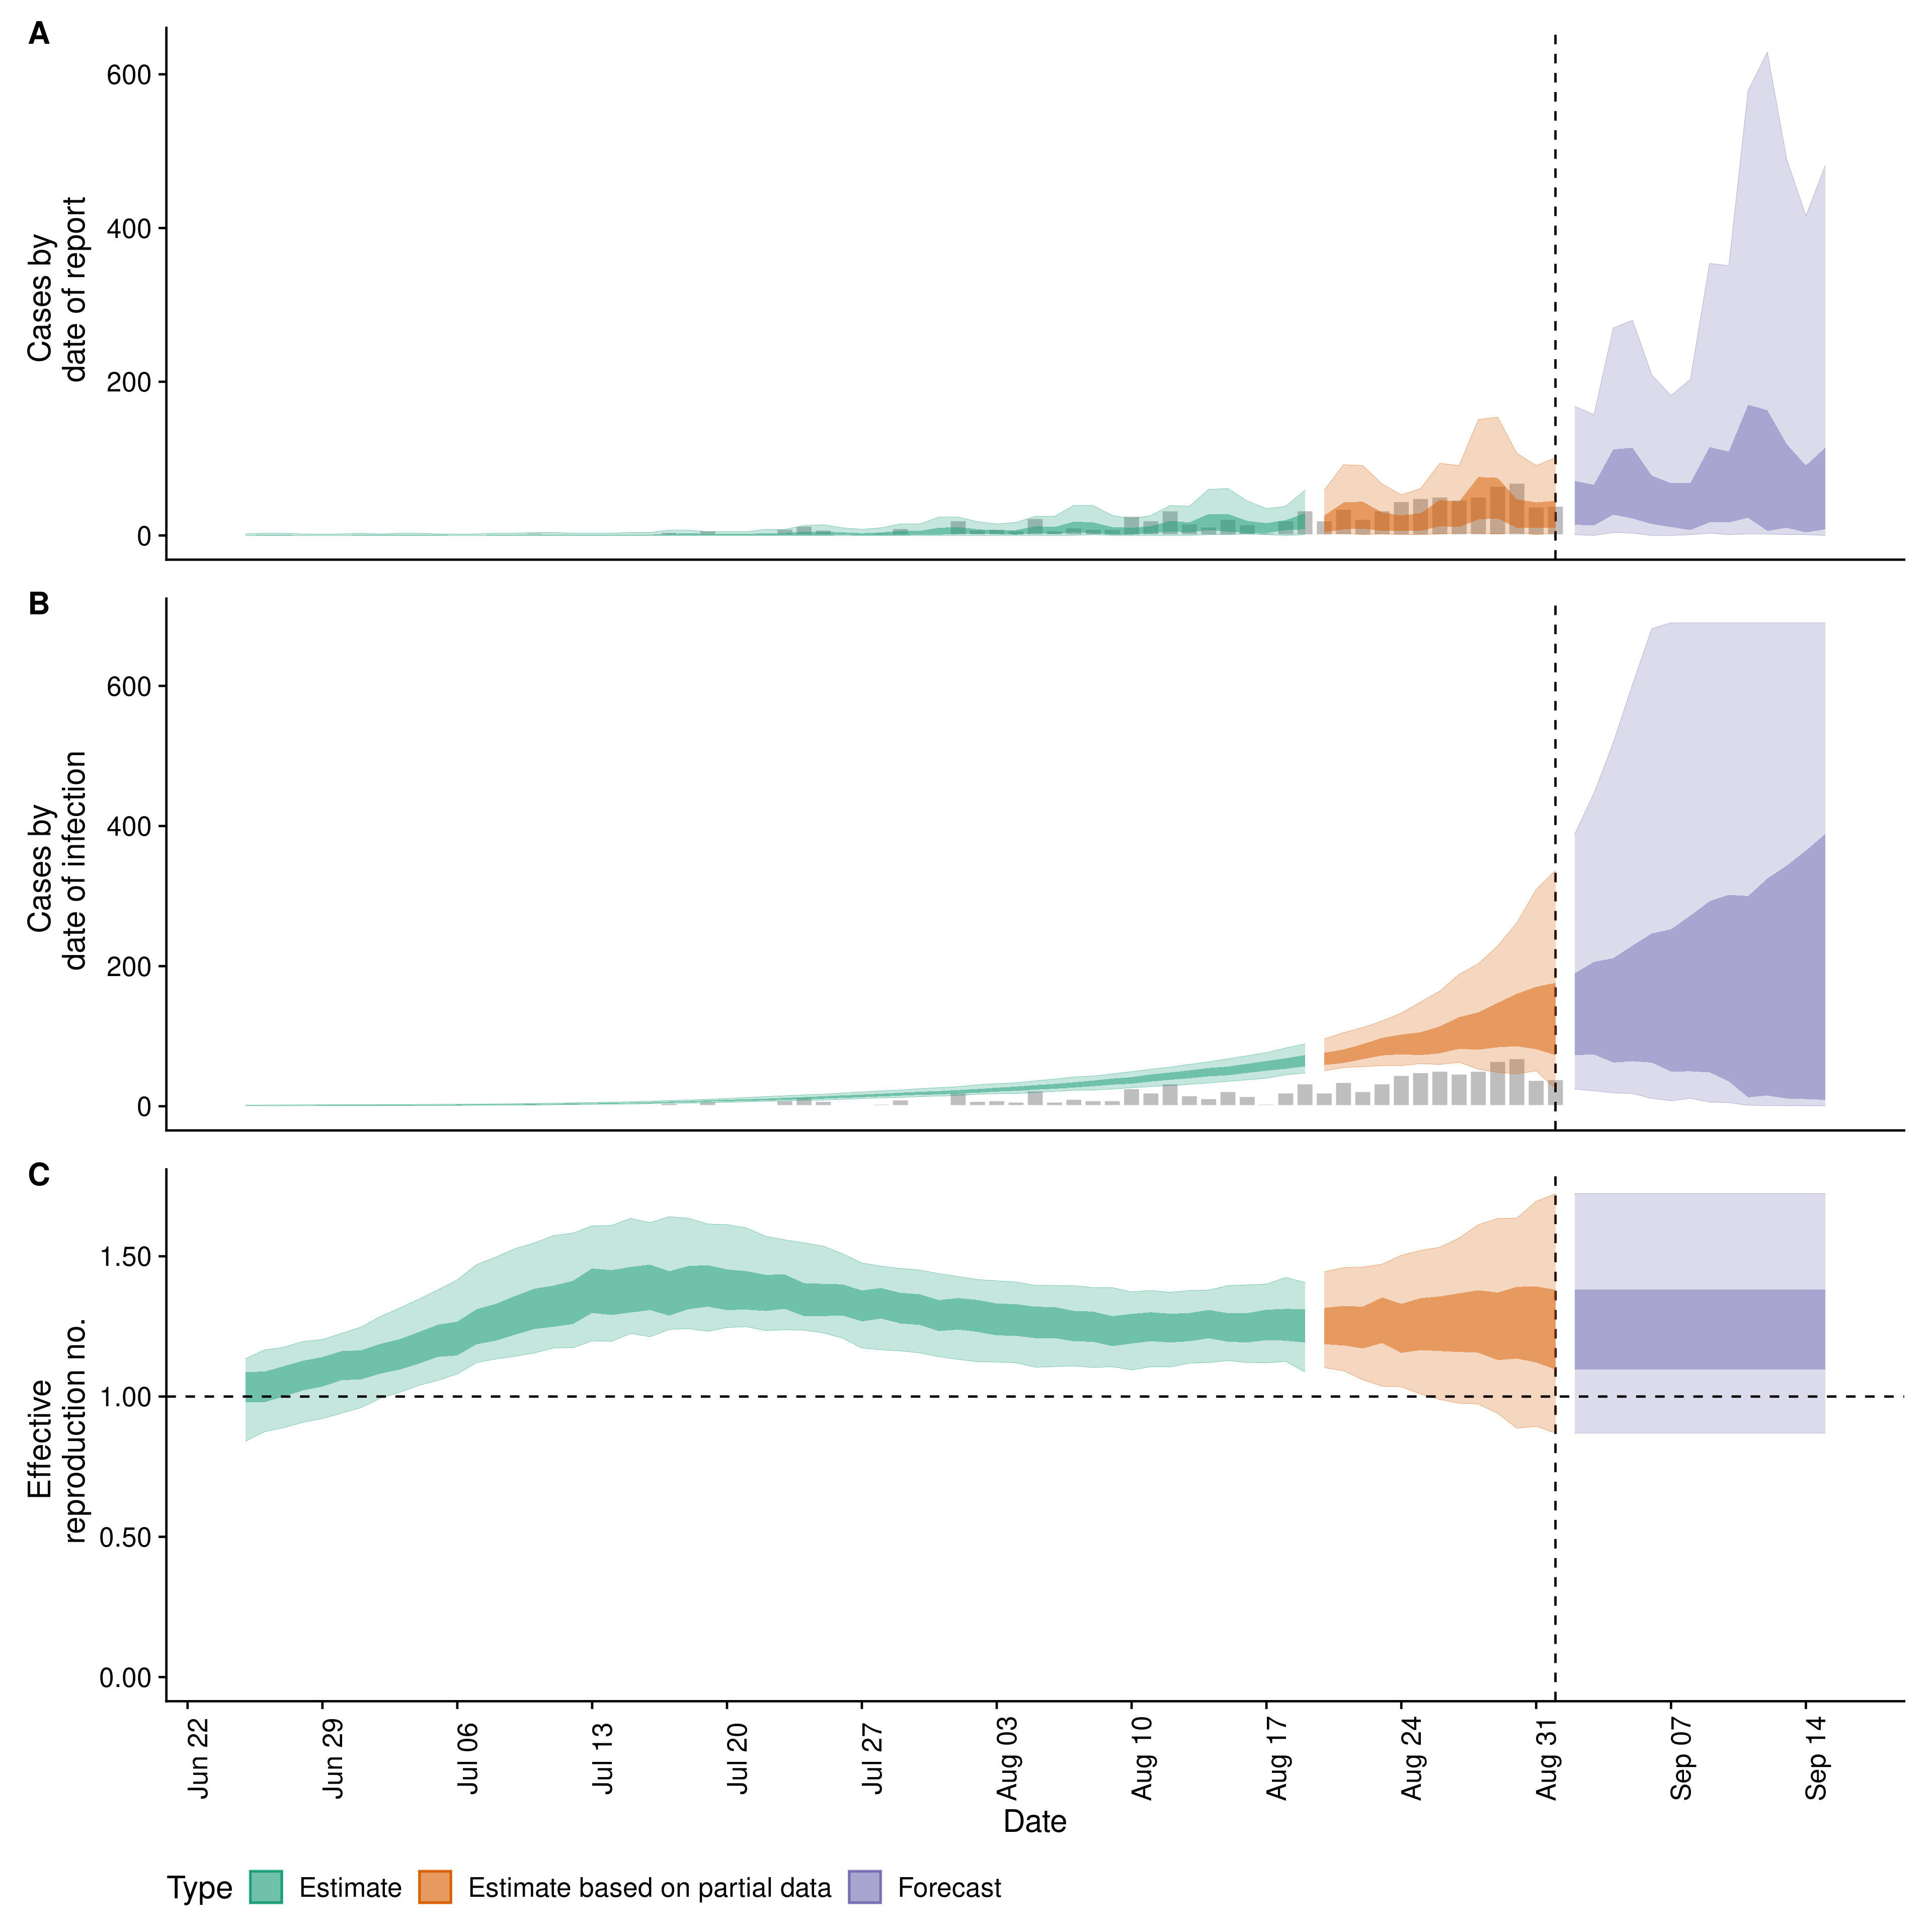 A
Cases by
date of report
600
400
200
0
B
Cases by
date of infection
600
400
200
0
C
Effective
reproduction no.
1.50
1.00
0.50
0.00
Jun 22
Jun 29
Jul 06
Jul 13
Jul 20
Jul 27
Aug 03
Aug 10
Aug 17
Aug 24
Aug 31
Sep 07
Sep 14
Date
Type Estimate Estimate based on partial data Forecast